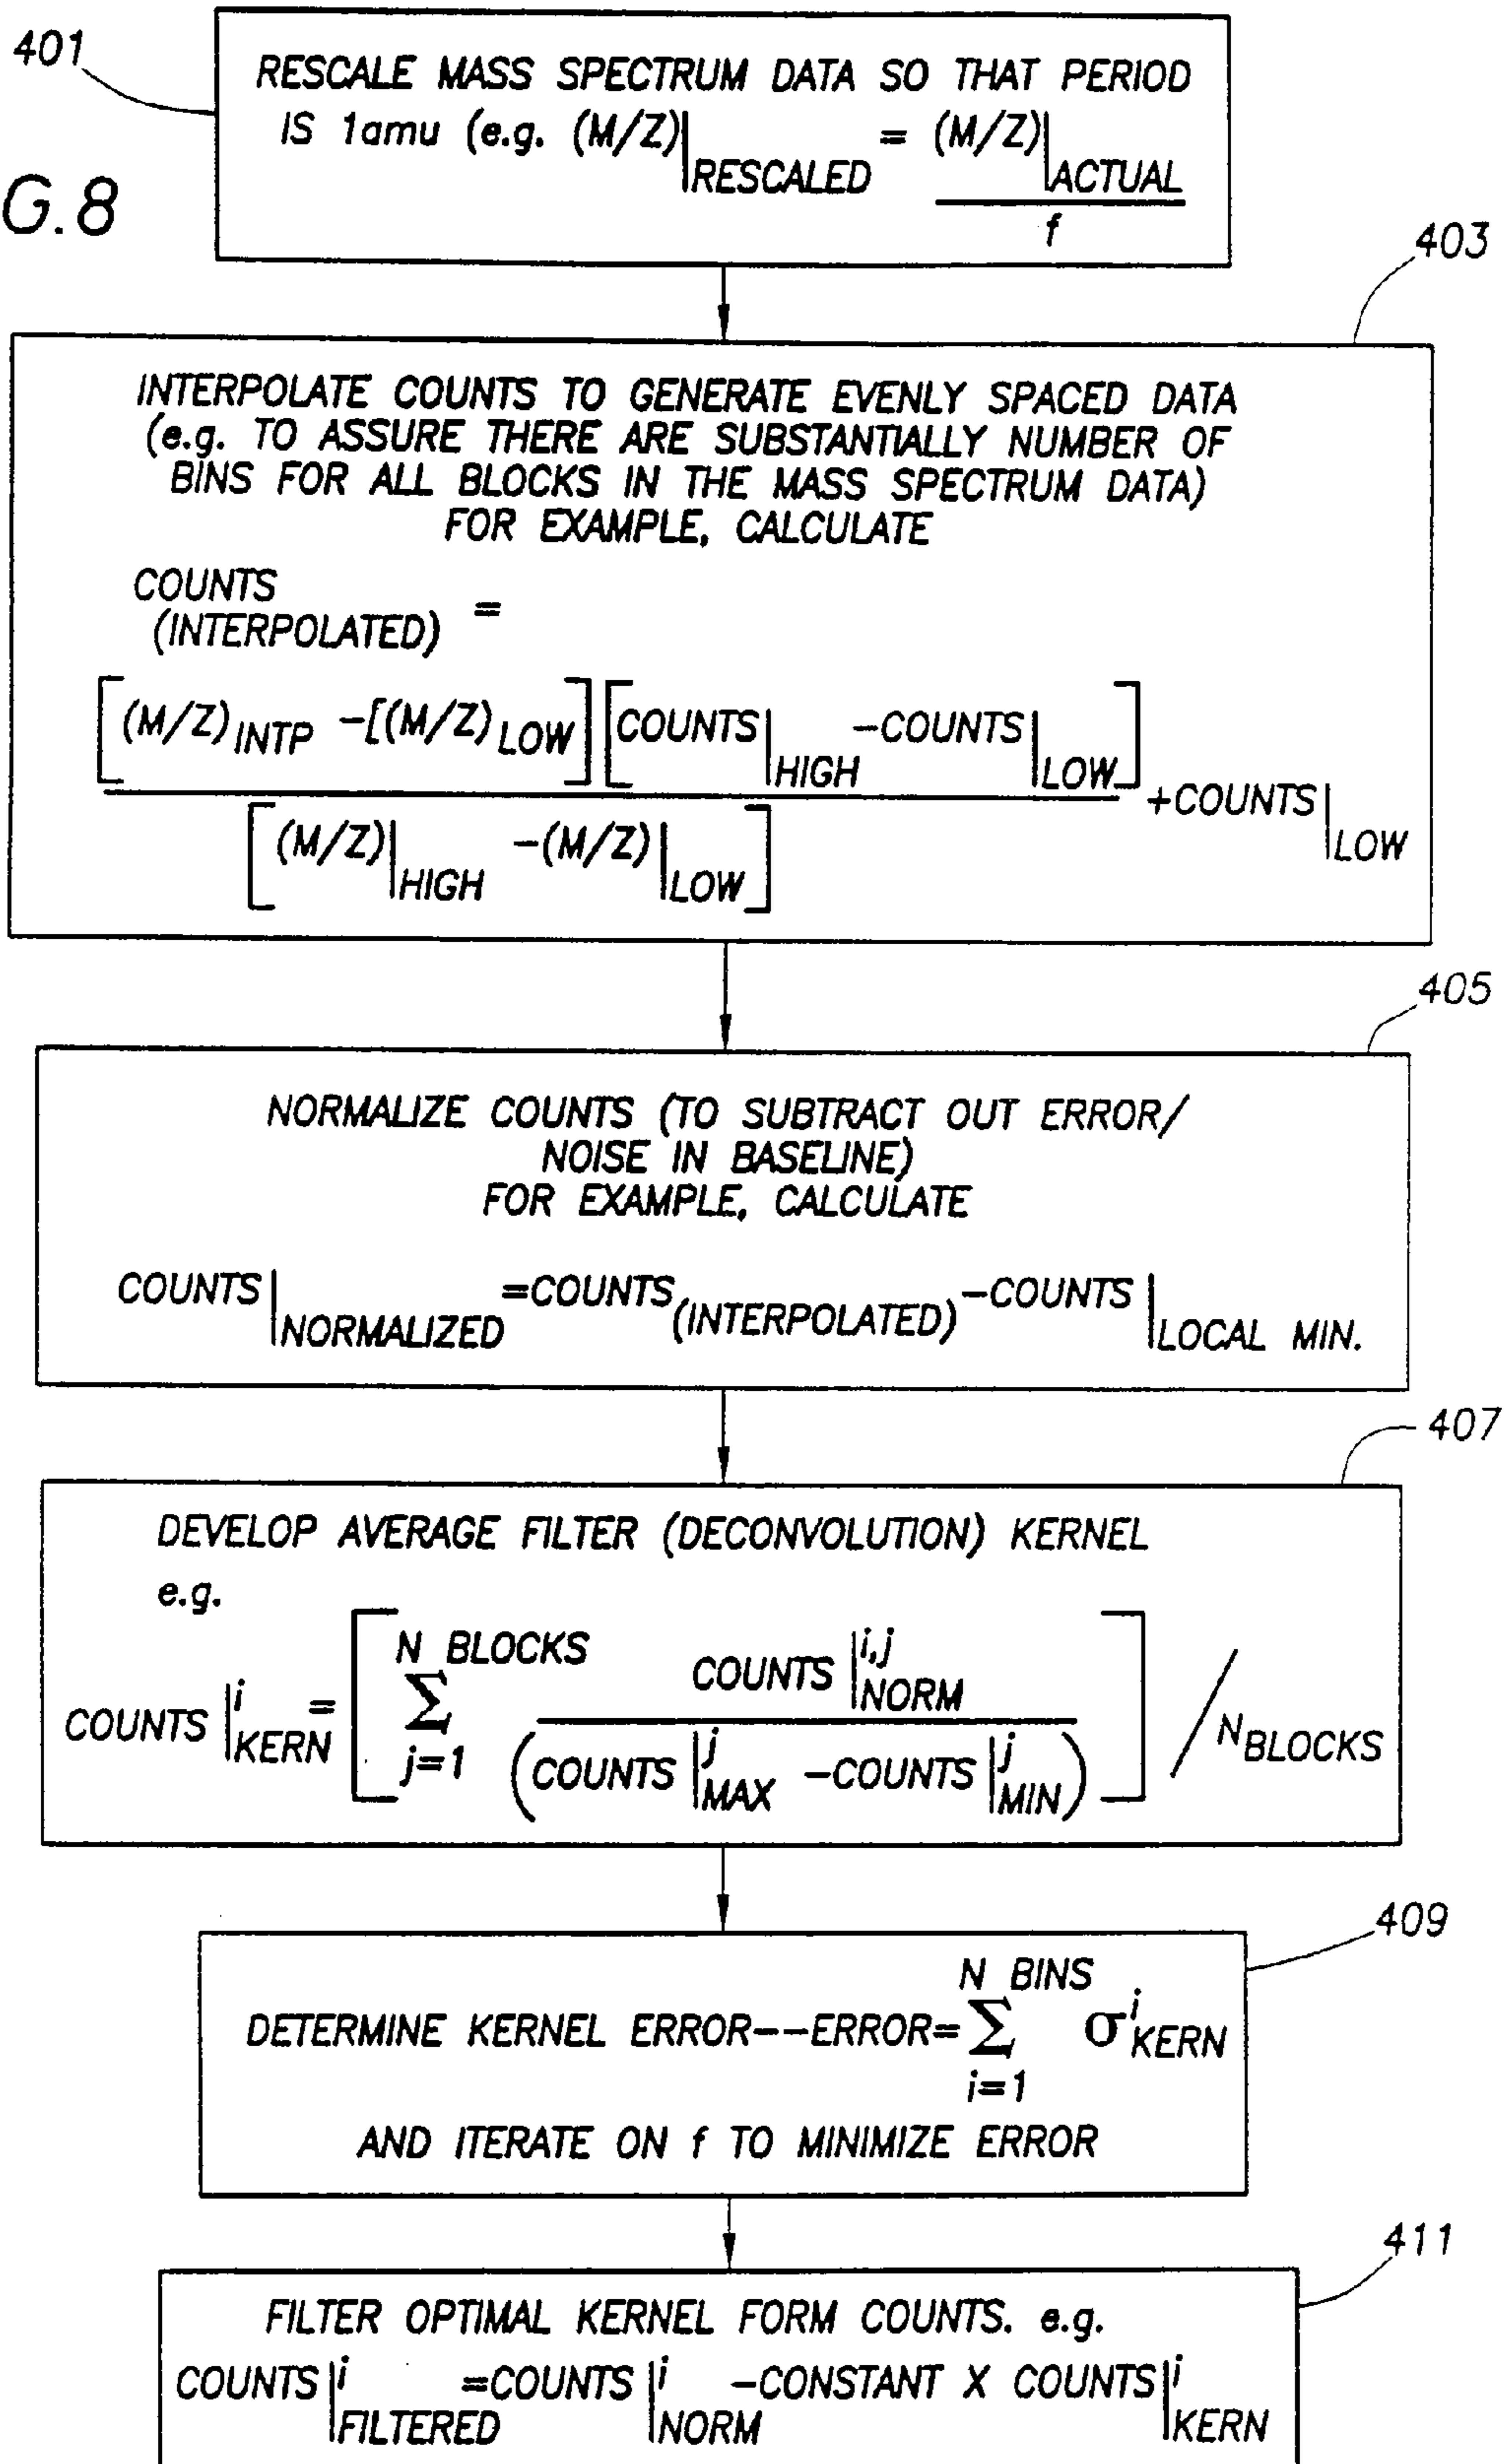 401
RESCALE MASS SPECTRUM DATA SO THAT PERIOD
IS 1amu (e.g. (M/Z)|RESCALED = (M/Z)|ACTUAL
f
G.8
403
INTERPOLATE COUNTS TO GENERATE EVENLY SPACED DATA
(e.g. TO ASSURE THERE ARE SUBSTANTIALLY NUMBER OF
BINS FOR ALL BLOCKS IN THE MASS SPECTRUM DATA)
FOR EXAMPLE, CALCULATE
COUNTS
(INTERPOLATED) =
[(M/Z)INTP -[(M/Z)LOW] [COUNTS|HIGH -COUNTS|LOW]
+COUNTS|LOW
[(M/Z)|HIGH -(M/Z)|LOW]
405
NORMALIZE COUNTS (TO SUBTRACT OUT ERROR/
NOISE IN BASELINE)
FOR EXAMPLE, CALCULATE
COUNTS|NORMALIZED =COUNTS(INTERPOLATED) -COUNTS|LOCAL MIN.
407
DEVELOP AVERAGE FILTER (DECONVOLUTION) KERNEL
e.g.
N BLOCKS COUNTS|i,j NORM
COUNTS|i KERN = [ Σ ] / NBLOCKS
j=1 (COUNTS|j MAX -COUNTS|j MIN)
409
N BINS
DETERMINE KERNEL ERROR--ERROR= Σ σi KERN
i=1
AND ITERATE ON f TO MINIMIZE ERROR
411
FILTER OPTIMAL KERNEL FORM COUNTS. e.g.
COUNTS|i FILTERED =COUNTS|i NORM -CONSTANT X COUNTS|i KERN